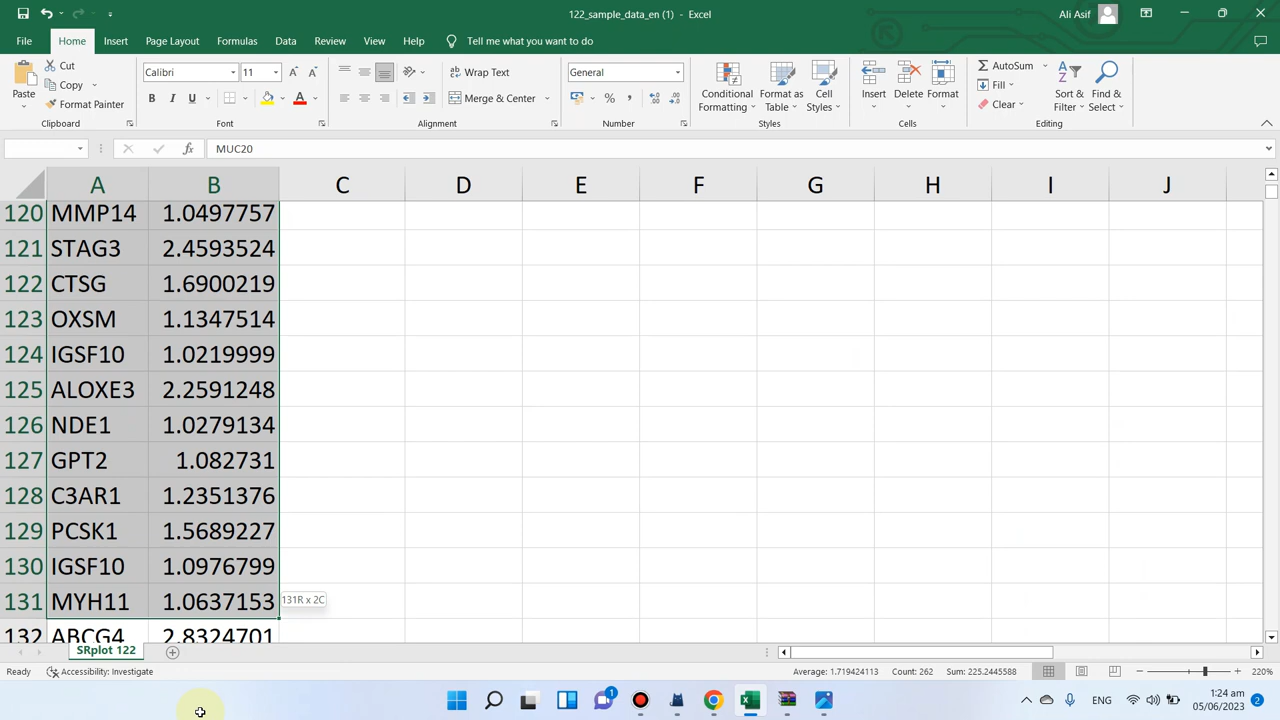 122_sample_data_en (1) - Excel
Ali Asif
File Home Insert Page Layout Formulas Data Review View Help Tell me what you want to do
Paste
Cut
Copy
Format Painter
Clipboard
Calibri 11
B I U
Font
Wrap Text
Merge & Center
Alignment
General
Number
Conditional Formatting
Format as Table
Cell Styles
Styles
Insert Delete Format
Cells
AutoSum
Fill
Clear
Sort & Filter
Find & Select
Editing
fx MUC20
A B C D E F G H I J
120 MMP14 1.0497757
121 STAG3 2.4593524
122 CTSG 1.6900219
123 OXSM 1.1347514
124 IGSF10 1.0219999
125 ALOXE3 2.2591248
126 NDE1 1.0279134
127 GPT2 1.082731
128 C3AR1 1.2351376
129 PCSK1 1.5689227
130 IGSF10 1.0976799
131 MYH11 1.0637153
131R x 2C
132 ABCG4 2.8324701
SRplot 122
Ready Accessibility: Investigate Average: 1.719424113 Count: 262 Sum: 225.2445588 220%
1
ENG
1:24 am
05/06/2023
2